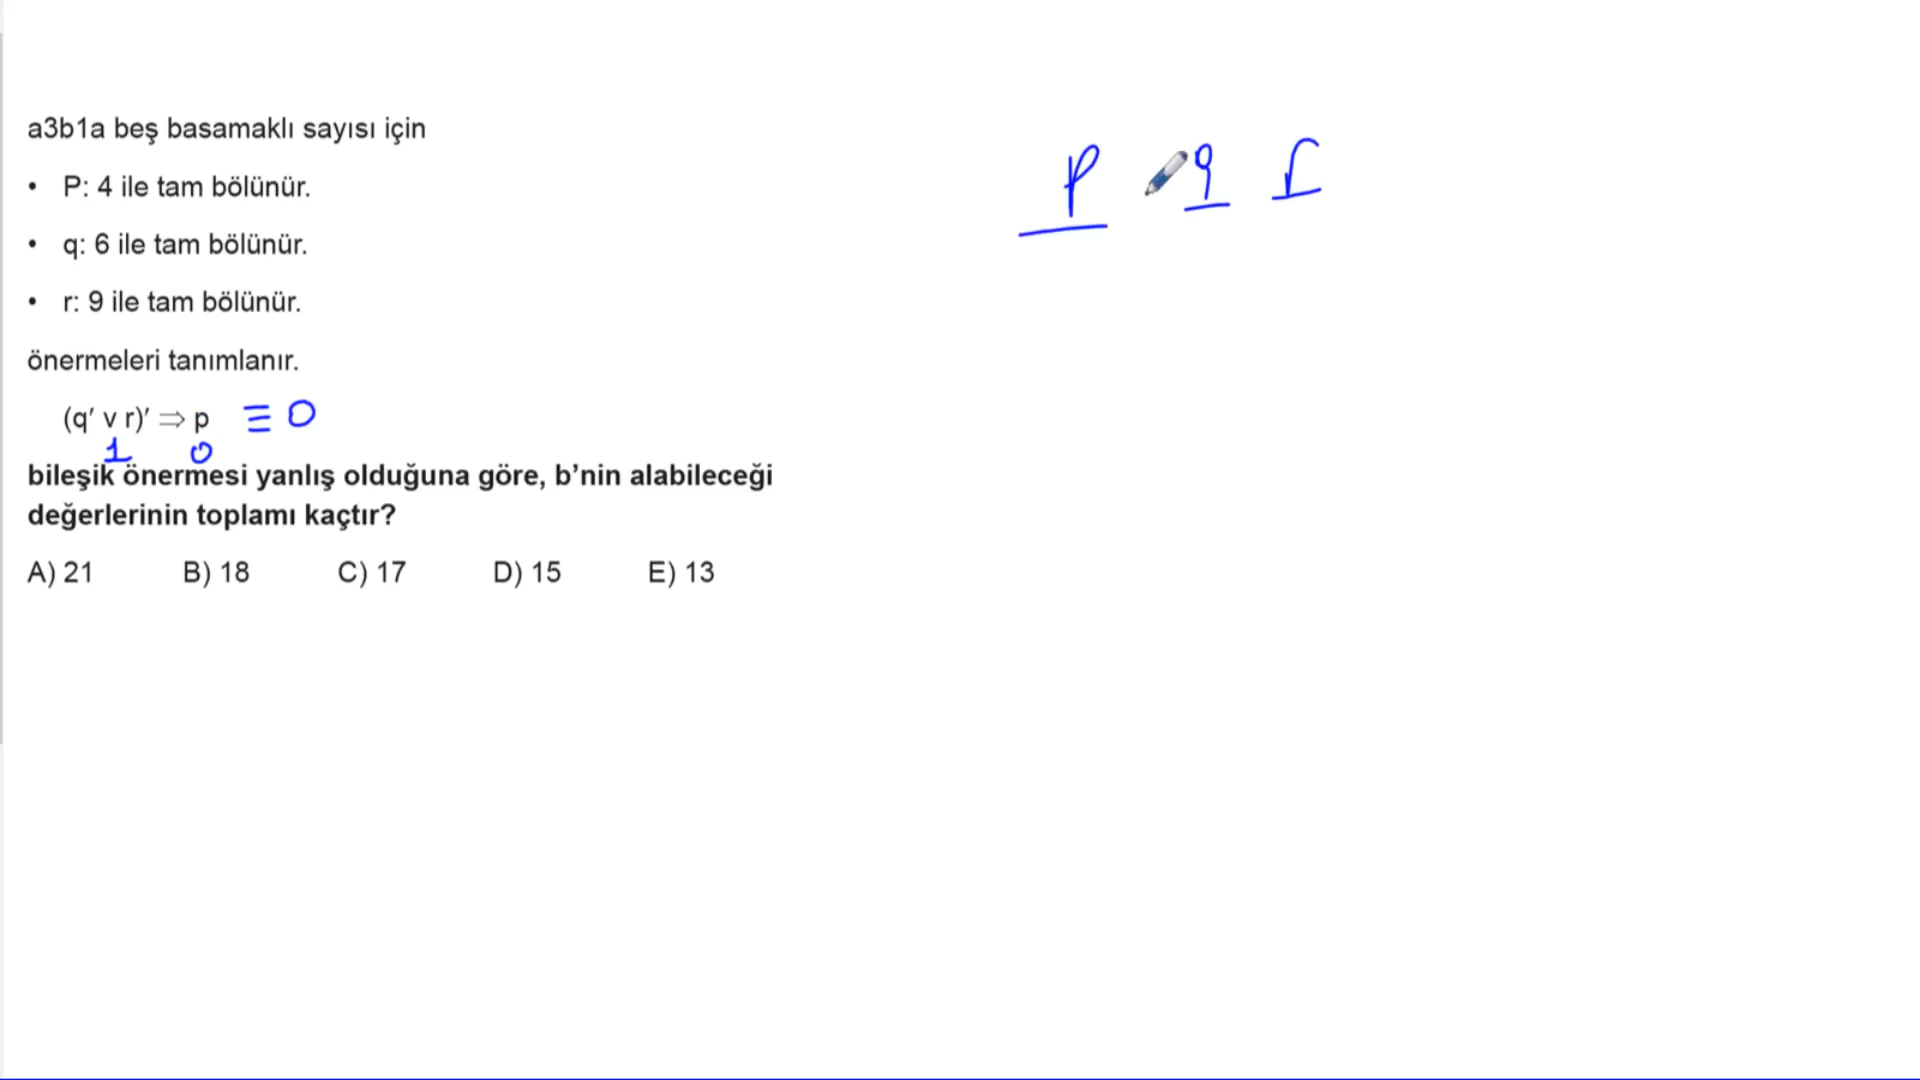 a3b1a beş basamaklı sayısı için
• P: 4 ile tam bölünür.
• q: 6 ile tam bölünür.
• r: 9 ile tam bölünür.
önermeleri tanımlanır.
(q′ v r)′ ⇒ p ≡ 0
1 0
bileşik önermesi yanlış olduğuna göre, b’nin alabileceği
değerlerinin toplamı kaçtır?
A) 21 B) 18 C) 17 D) 15 E) 13
p q r